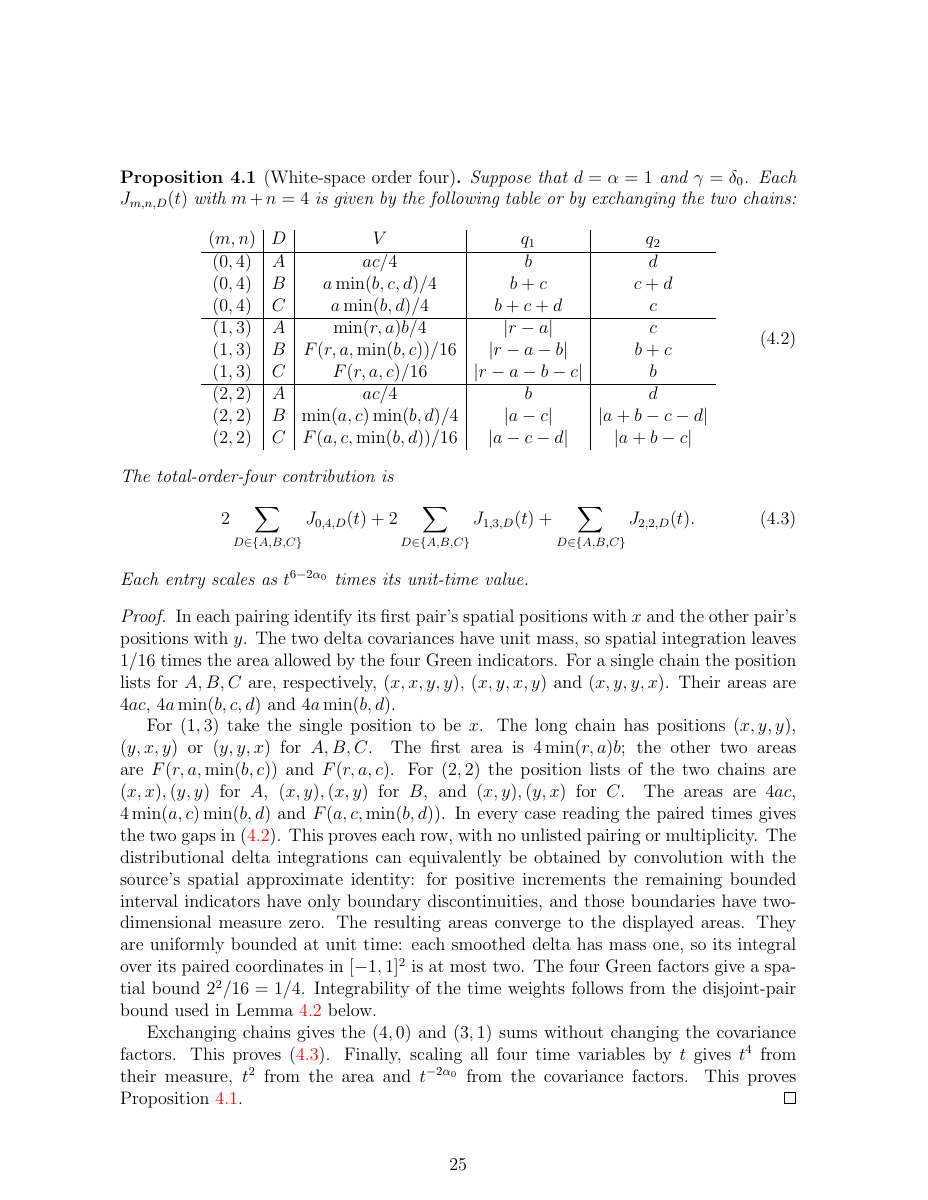 Proposition 4.1 (White-space order four). Suppose that d = α = 1 and γ = δ₀. Each
J_{m,n,D}(t) with m + n = 4 is given by the following table or by exchanging the two chains:
(m, n) | D | V | q₁ | q₂
(0, 4) | A | ac/4 | b | d
(0, 4) | B | a min(b, c, d)/4 | b + c | c + d
(0, 4) | C | a min(b, d)/4 | b + c + d | c
(1, 3) | A | min(r, a)b/4 | |r − a| | c
(1, 3) | B | F(r, a, min(b, c))/16 | |r − a − b| | b + c
(1, 3) | C | F(r, a, c)/16 | |r − a − b − c| | b
(2, 2) | A | ac/4 | b | d
(2, 2) | B | min(a, c) min(b, d)/4 | |a − c| | |a + b − c − d|
(2, 2) | C | F(a, c, min(b, d))/16 | |a − c − d| | |a + b − c|
(4.2)
The total-order-four contribution is
2 ∑_{D∈{A,B,C}} J_{0,4,D}(t) + 2 ∑_{D∈{A,B,C}} J_{1,3,D}(t) + ∑_{D∈{A,B,C}} J_{2,2,D}(t). (4.3)
Each entry scales as t^{6−2α₀} times its unit-time value.
Proof. In each pairing identify its first pair's spatial positions with x and the other pair's
positions with y. The two delta covariances have unit mass, so spatial integration leaves
1/16 times the area allowed by the four Green indicators. For a single chain the position
lists for A, B, C are, respectively, (x, x, y, y), (x, y, x, y) and (x, y, y, x). Their areas are
4ac, 4a min(b, c, d) and 4a min(b, d).
For (1, 3) take the single position to be x. The long chain has positions (x, y, y),
(y, x, y) or (y, y, x) for A, B, C. The first area is 4 min(r, a)b; the other two areas
are F(r, a, min(b, c)) and F(r, a, c). For (2, 2) the position lists of the two chains are
(x, x), (y, y) for A, (x, y), (x, y) for B, and (x, y), (y, x) for C. The areas are 4ac,
4 min(a, c) min(b, d) and F(a, c, min(b, d)). In every case reading the paired times gives
the two gaps in (4.2). This proves each row, with no unlisted pairing or multiplicity. The
distributional delta integrations can equivalently be obtained by convolution with the
source's spatial approximate identity: for positive increments the remaining bounded
interval indicators have only boundary discontinuities, and those boundaries have two-
dimensional measure zero. The resulting areas converge to the displayed areas. They
are uniformly bounded at unit time: each smoothed delta has mass one, so its integral
over its paired coordinates in [−1, 1]² is at most two. The four Green factors give a spa-
tial bound 2²/16 = 1/4. Integrability of the time weights follows from the disjoint-pair
bound used in Lemma 4.2 below.
Exchanging chains gives the (4, 0) and (3, 1) sums without changing the covariance
factors. This proves (4.3). Finally, scaling all four time variables by t gives t⁴ from
their measure, t² from the area and t^{−2α₀} from the covariance factors. This proves
Proposition 4.1. □
25